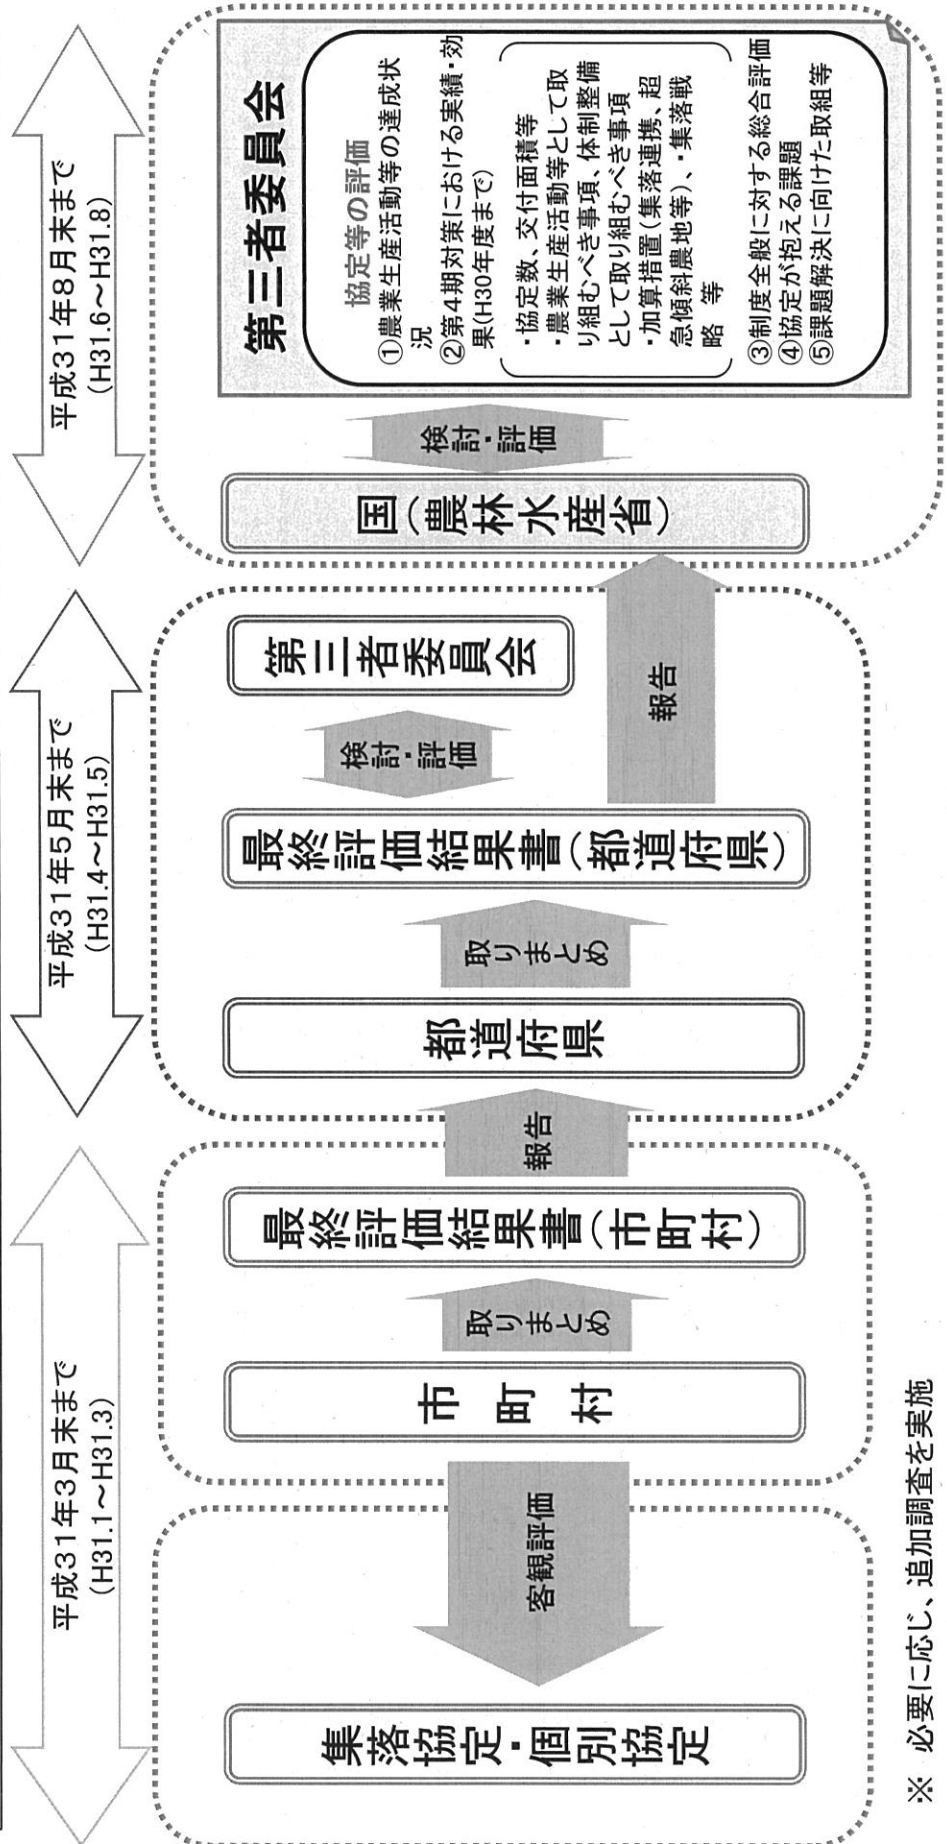 平成31年3月末まで
(H31.1～H31.3)
平成31年5月末まで
(H31.4～H31.5)
平成31年8月末まで
(H31.6～H31.8)
集落協定・個別協定
客観評価
市町村
取りまとめ
最終評価結果書(市町村)
報告
都道府県
取りまとめ
最終評価結果書(都道府県)
検討・評価
第三者委員会
報告
国(農林水産省)
検討・評価
第三者委員会
協定等の評価
①農業生産活動等の達成状
況
②第4期対策における実績・効
果(H30年度まで)
・協定数、交付面積等
・農業生産活動等として取
り組むべき事項、体制整備
として取り組むべき事項
・加算措置(集落連携、超
急傾斜農地等)、・集落戦
略 等
③制度全般に対する総合評価
④協定が抱える課題
⑤課題解決に向けた取組等
※ 必要に応じ、追加調査を実施